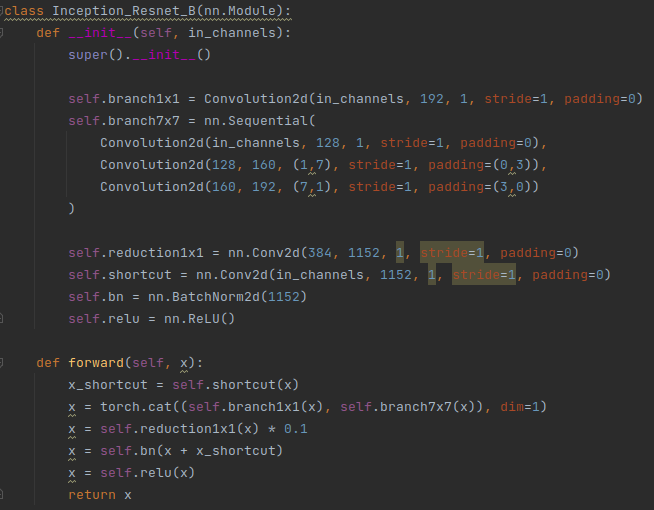 class Inception_Resnet_B(nn.Module):
    def __init__(self, in_channels):
        super().__init__()

        self.branch1x1 = Convolution2d(in_channels, 192, 1, stride=1, padding=0)
        self.branch7x7 = nn.Sequential(
            Convolution2d(in_channels, 128, 1, stride=1, padding=0),
            Convolution2d(128, 160, (1,7), stride=1, padding=(0,3)),
            Convolution2d(160, 192, (7,1), stride=1, padding=(3,0))
        )

        self.reduction1x1 = nn.Conv2d(384, 1152, 1, stride=1, padding=0)
        self.shortcut = nn.Conv2d(in_channels, 1152, 1, stride=1, padding=0)
        self.bn = nn.BatchNorm2d(1152)
        self.relu = nn.ReLU()

    def forward(self, x):
        x_shortcut = self.shortcut(x)
        x = torch.cat((self.branch1x1(x), self.branch7x7(x)), dim=1)
        x = self.reduction1x1(x) * 0.1
        x = self.bn(x + x_shortcut)
        x = self.relu(x)
        return x